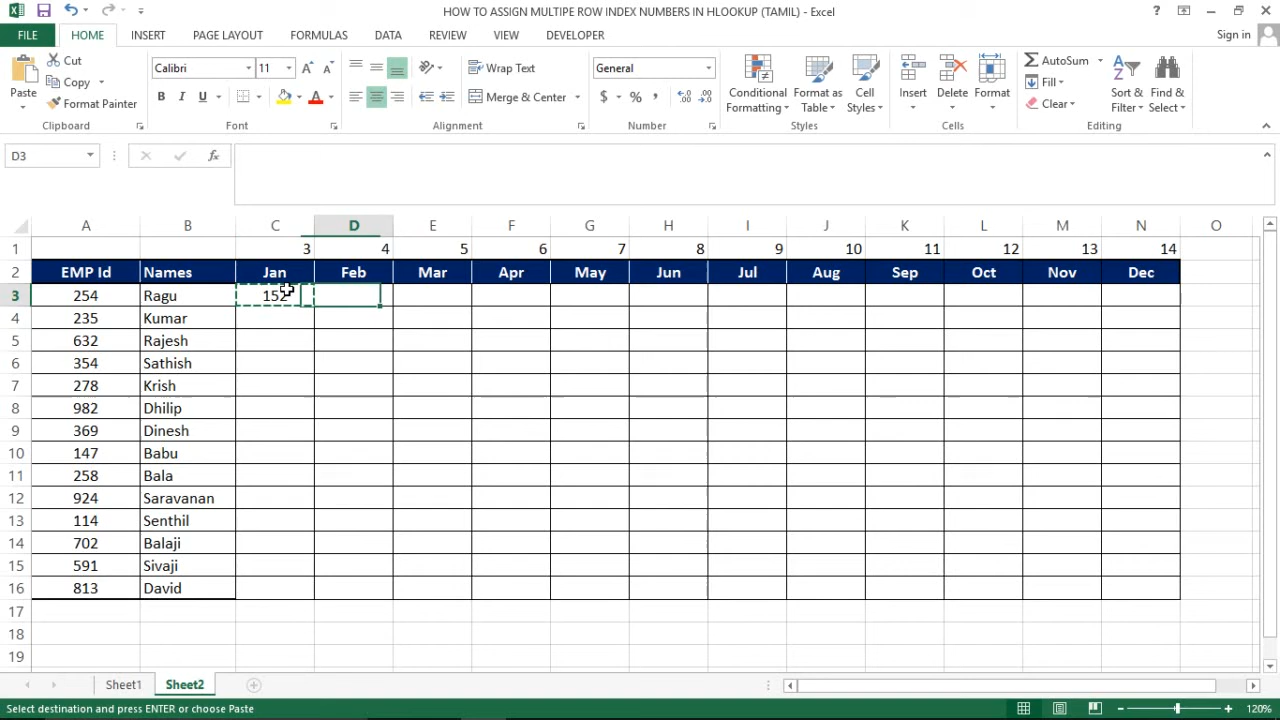 HOW TO ASSIGN MULTIPE ROW INDEX NUMBERS IN HLOOKUP (TAMIL) - Excel
FILE HOME INSERT PAGE LAYOUT FORMULAS DATA REVIEW VIEW DEVELOPER Sign in
Paste Cut Copy Format Painter
Clipboard
Calibri 11
B I U A
Font
Wrap Text
Merge & Center
Alignment
General
$ % ,
Number
Conditional Formatting Format as Table Cell Styles
Styles
Insert Delete Format
Cells
AutoSum
Fill
Clear
Sort & Filter Find & Select
Editing
D3 fx
A B C D E F G H I J K L M N O
1 3 4 5 6 7 8 9 10 11 12 13 14
2 EMP Id Names Jan Feb Mar Apr May Jun Jul Aug Sep Oct Nov Dec
3 254 Ragu 152
4 235 Kumar
5 632 Rajesh
6 354 Sathish
7 278 Krish
8 982 Dhilip
9 369 Dinesh
10 147 Babu
11 258 Bala
12 924 Saravanan
13 114 Senthil
14 702 Balaji
15 591 Sivaji
16 813 David
17
18
19
Sheet1 Sheet2
Select destination and press ENTER or choose Paste 120%